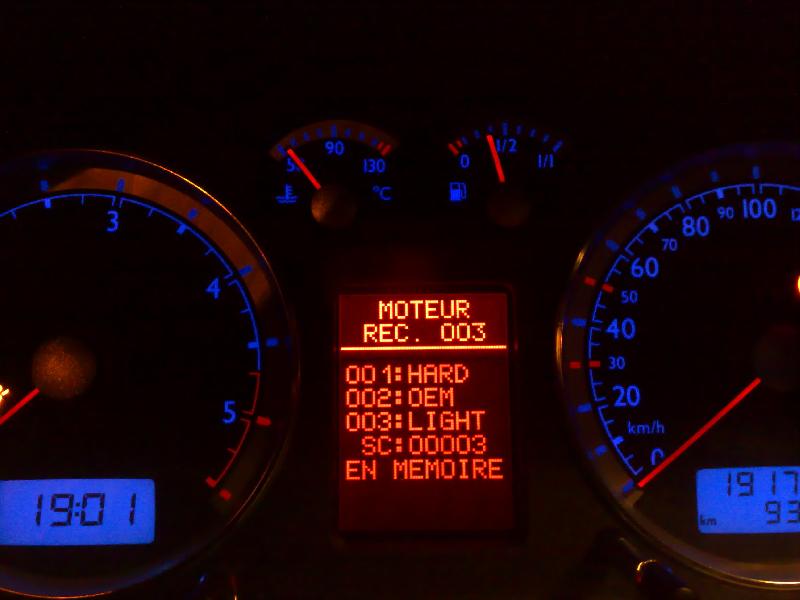 50 90 130
°C
0 1/2 1/1
3
4
5
19:01
MOTEUR
REC. 003
001:HARD
002:OEM
003:LIGHT
SC:00003
EN MEMOIRE
100
90
80
70
60
50
40
30
20
km/h
0
1917
km 93